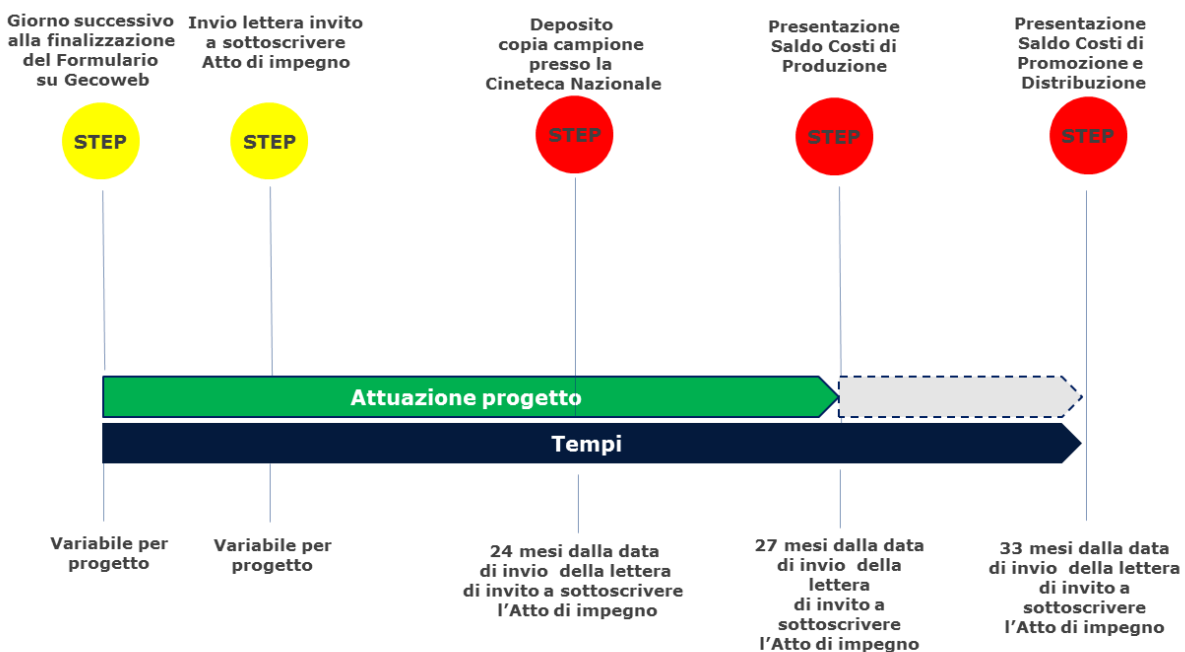 Giorno successivo
alla finalizzazione
del Formulario
su Gecoweb
Invio lettera invito
a sottoscrivere
Atto di impegno
Deposito
copia campione
presso la
Cineteca Nazionale
Presentazione
Saldo Costi di
Produzione
Presentazione
Saldo Costi di
Promozione e
Distribuzione
STEP
STEP
STEP
STEP
STEP
Attuazione progetto
Tempi
Variabile per
progetto
Variabile per
progetto
24 mesi dalla data
di invio della lettera
di invito a sottoscrivere
l’Atto di impegno
27 mesi dalla data
di invio della
lettera
di invito a
sottoscrivere
l’Atto di impegno
33 mesi dalla data
di invio della lettera
di invito a
sottoscrivere
l’Atto di impegno